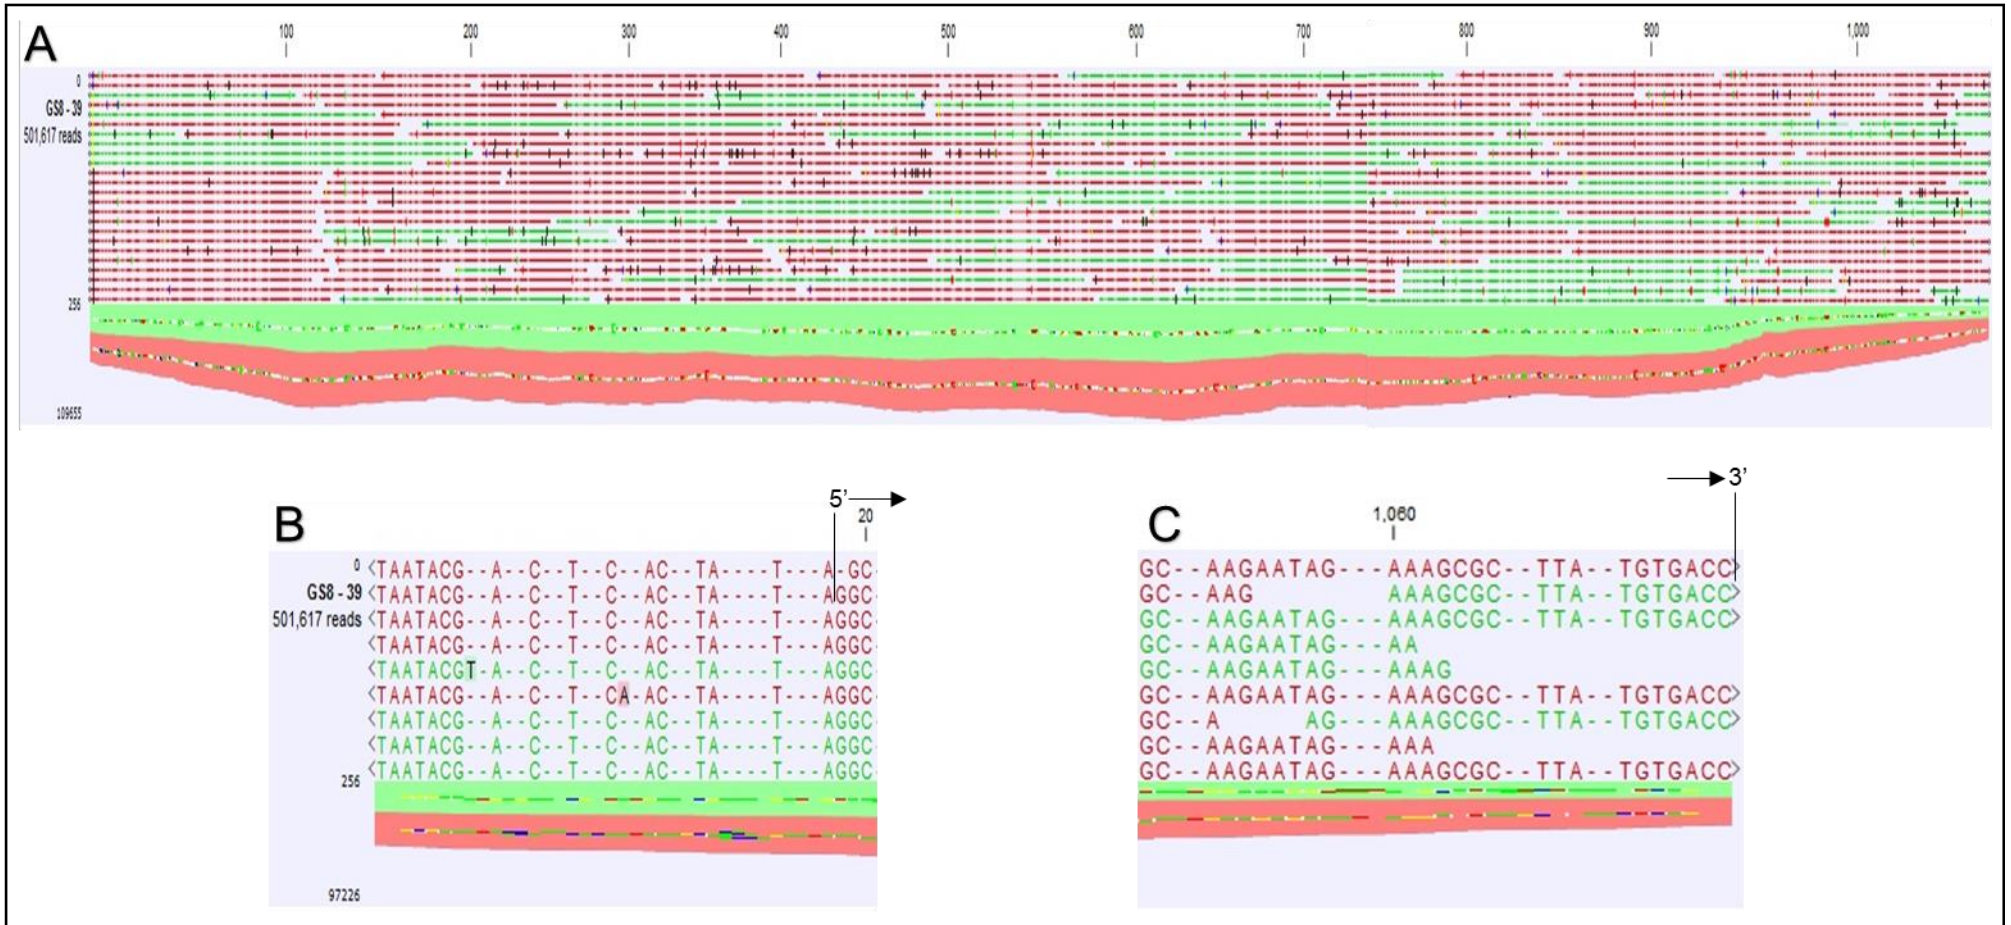 A
100 200 300 400 500 600 700 800 900 1,000
0
GS8 - 39
501,617 reads
256
109655
B
5'
20
0 <TAATACG--A--C--T--C--AC--TA----T---A-GC
GS8 - 39 <TAATACG--A--C--T--C--AC--TA----T---AGGC
501,617 reads <TAATACG--A--C--T--C--AC--TA----T---AGGC
<TAATACG--A--C--T--C--AC--TA----T---AGGC
<TAATACGT-A--C--T--C--AC--TA----T---AGGC
<TAATACG--A--C--T--CA-AC--TA----T---AGGC
<TAATACG--A--C--T--C--AC--TA----T---AGGC
<TAATACG--A--C--T--C--AC--TA----T---AGGC
<TAATACG--A--C--T--C--AC--TA----T---AGGC
256
97226
C
3'
1,060
GC--AAGAATAG---AAAGCGC--TTA--TGTGACC>
GC--AAG AAAGCGC--TTA--TGTGACC>
GC--AAGAATAG---AAAGCGC--TTA--TGTGACC>
GC--AAGAATAG---AA
GC--AAGAATAG---AAAG
GC--AAGAATAG---AAAGCGC--TTA--TGTGACC>
GC--A AG---AAAGCGC--TTA--TGTGACC>
GC--AAGAATAG---AAA
GC--AAGAATAG---AAAGCGC--TTA--TGTGACC>